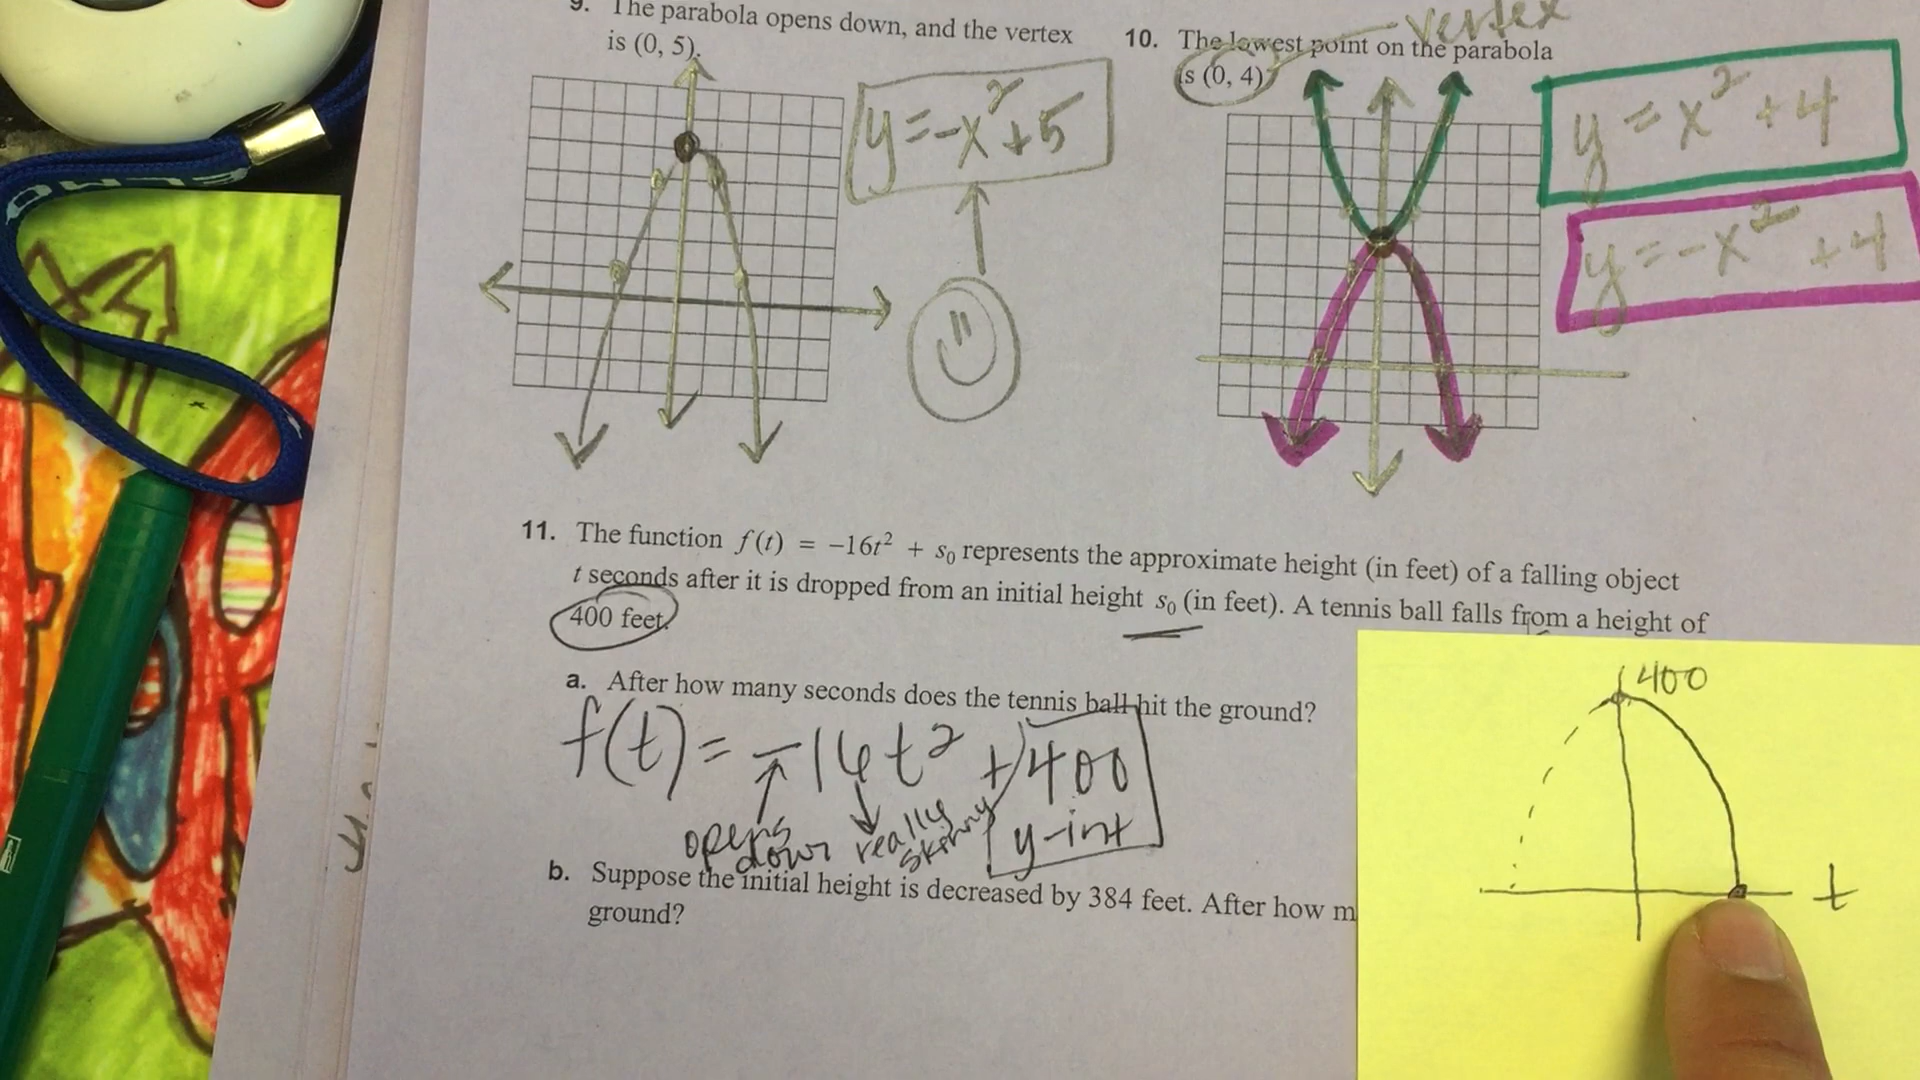 9. The parabola opens down, and the vertex
is (0, 5).
y = -x² + 5
vertex
10. The lowest point on the parabola
is (0, 4).
y = x² + 4
y = -x² + 4
11. The function f(t) = −16t² + s₀ represents the approximate height (in feet) of a falling object
t seconds after it is dropped from an initial height s₀ (in feet). A tennis ball falls from a height of
400 feet.
a. After how many seconds does the tennis ball hit the ground?
f(t) = -16t² + 400
opens
down
really
skinny
y-int
b. Suppose the initial height is decreased by 384 feet. After how m
ground?
400
t